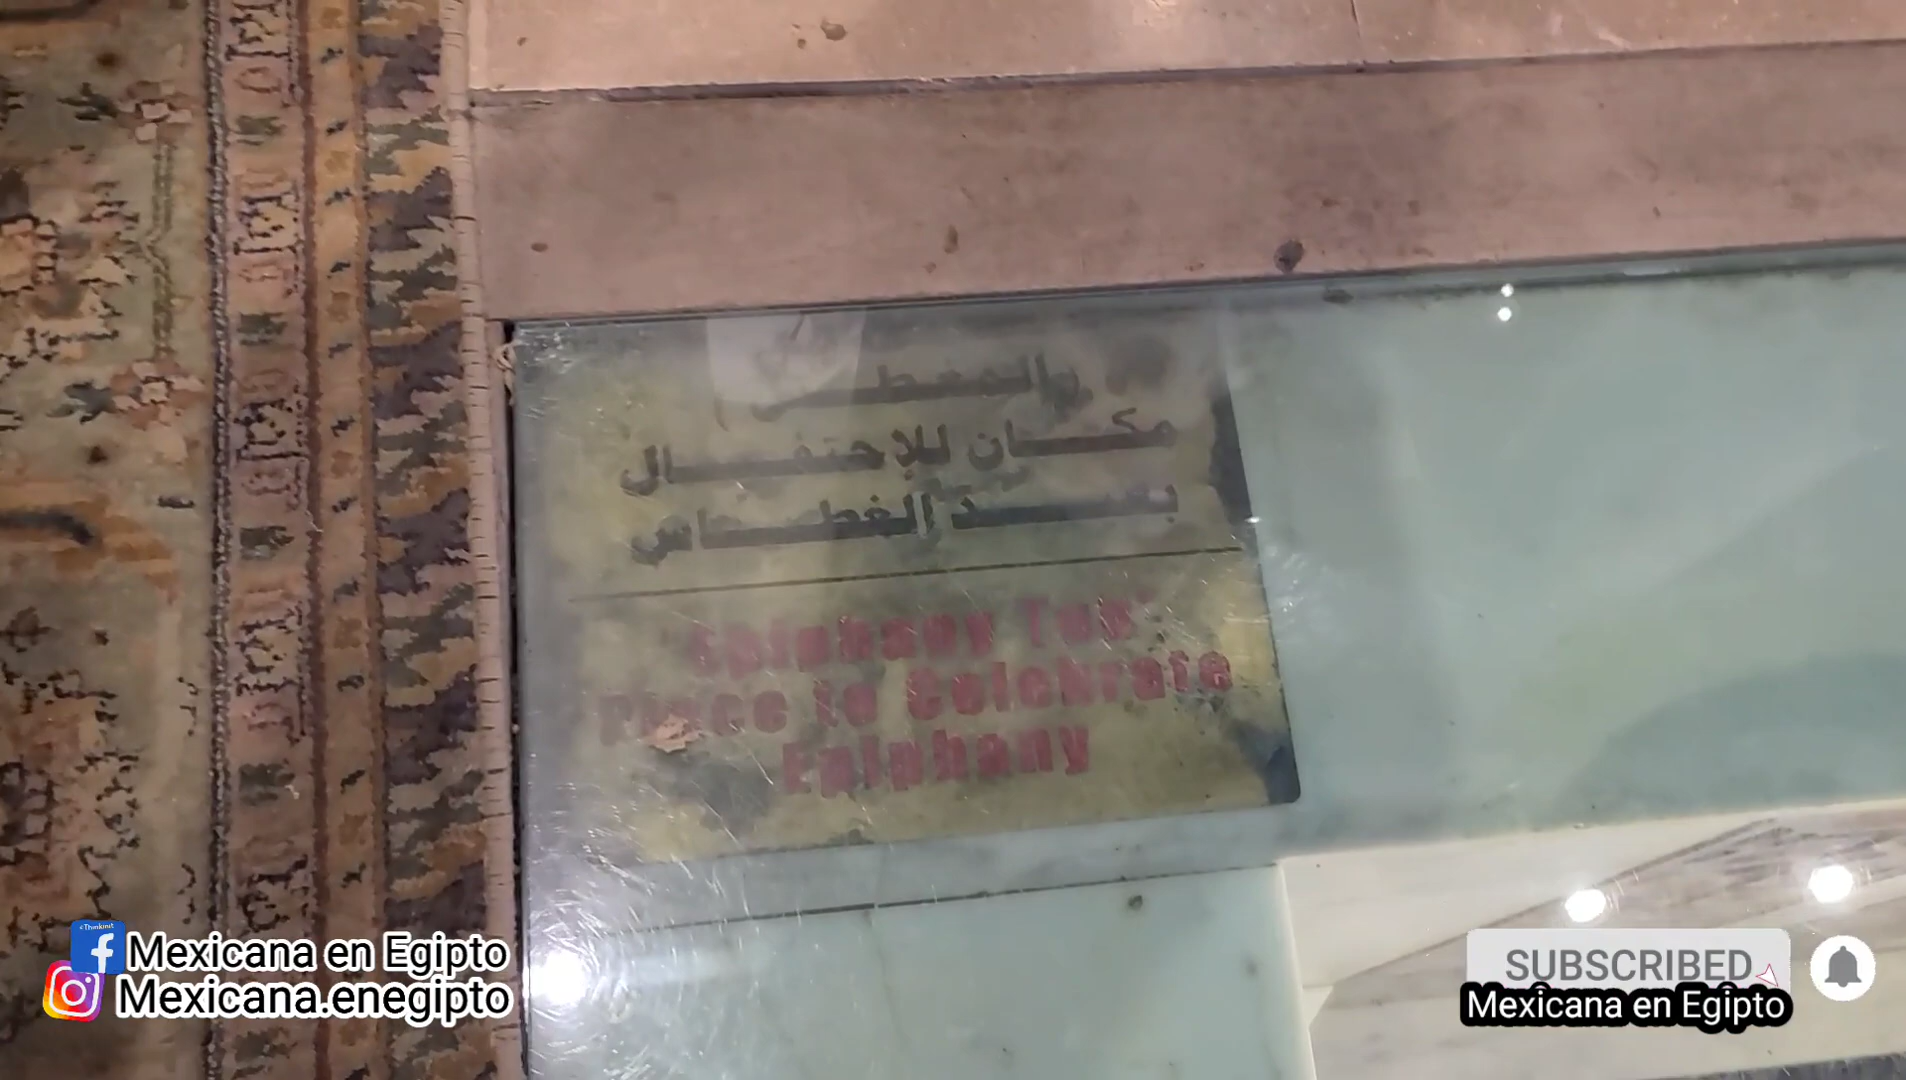 "المغطس"
مكان للإحتفال
بعيد الغطاس
"Epiphany Tub"
Place to Celebrate
Epiphany
Mexicana en Egipto
Mexicana.enegipto
SUBSCRIBED
Mexicana en Egipto